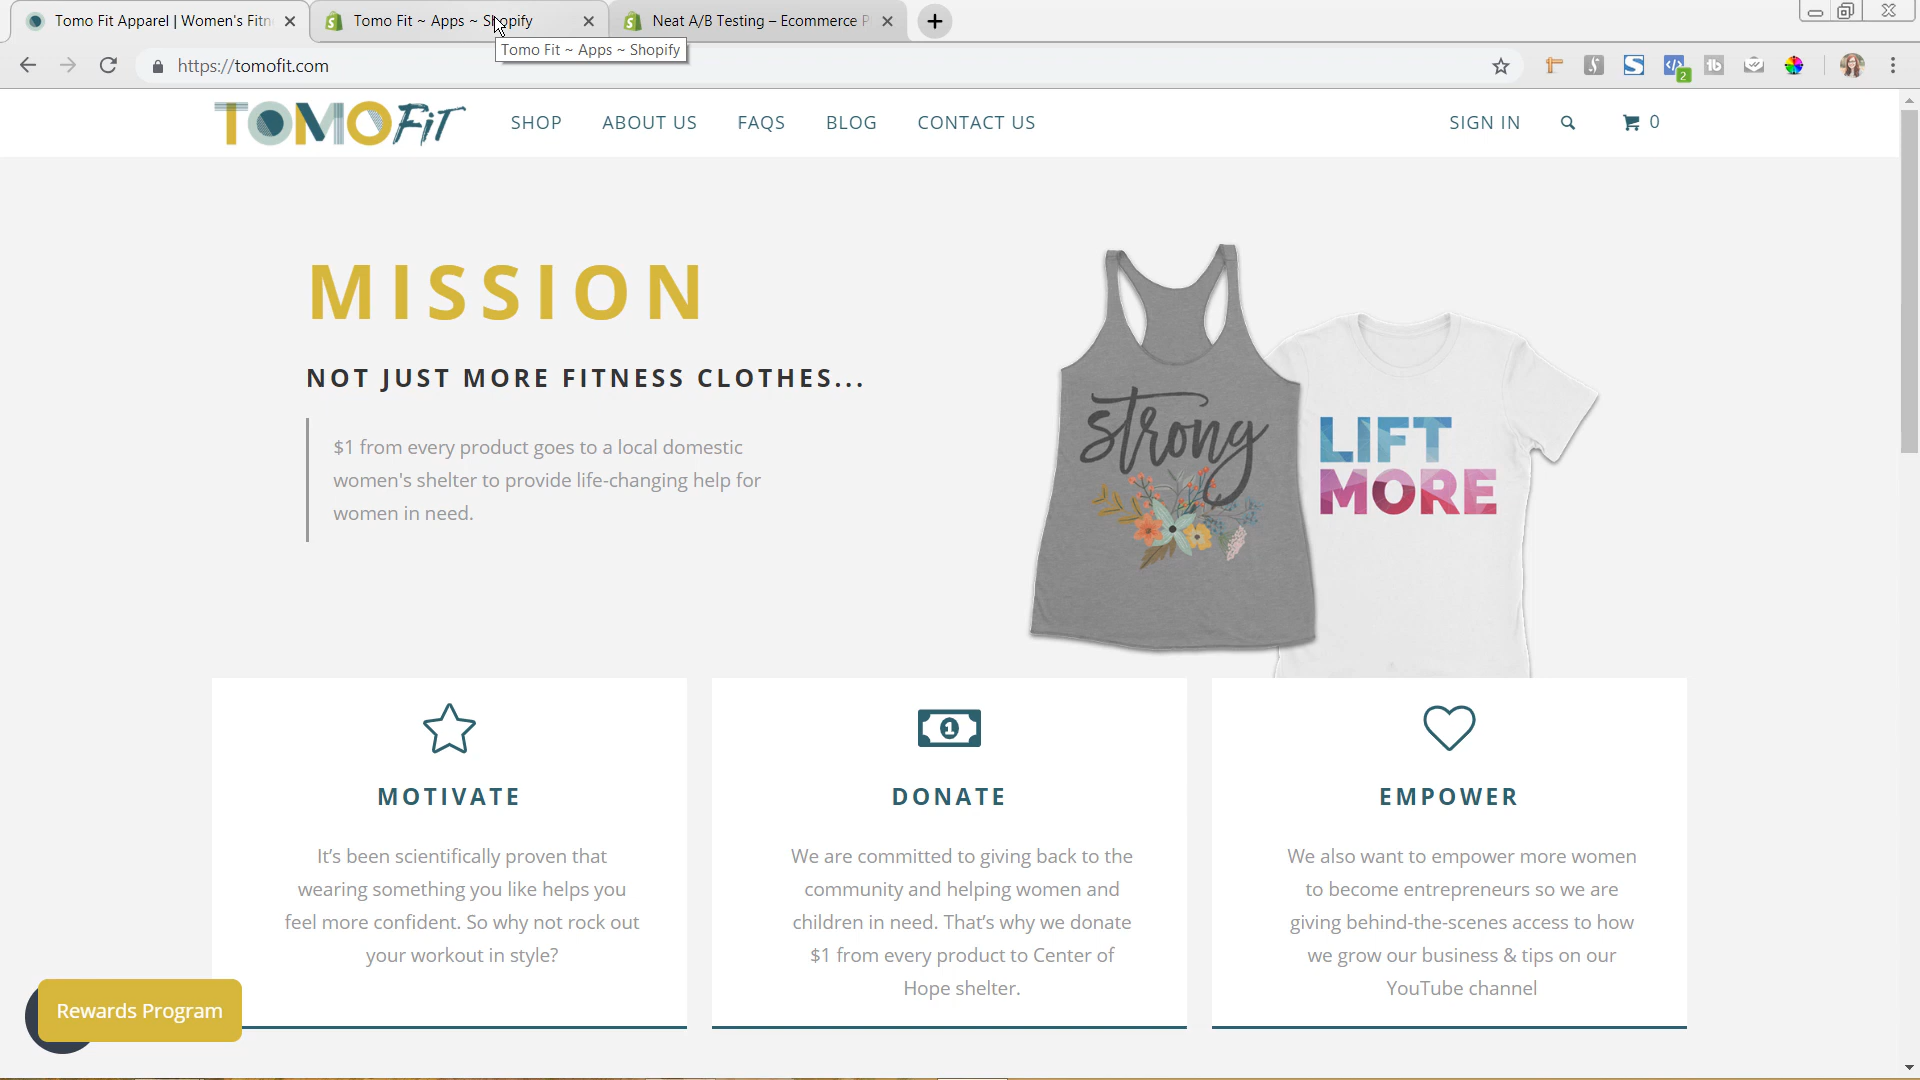 Tomo Fit Apparel | Women's Fitn
Tomo Fit ~ Apps ~ Shopify
Neat A/B Testing – Ecommerce P
Tomo Fit ~ Apps ~ Shopify
https://tomofit.com
2
TOMOFIT
SHOP
ABOUT US
FAQS
BLOG
CONTACT US
SIGN IN
0
MISSION
NOT JUST MORE FITNESS CLOTHES...
$1 from every product goes to a local domestic
women's shelter to provide life-changing help for
women in need.
strong
LIFT
MORE
1
MOTIVATE
It's been scientifically proven that
wearing something you like helps you
feel more confident. So why not rock out
your workout in style?
DONATE
We are committed to giving back to the
community and helping women and
children in need. That's why we donate
$1 from every product to Center of
Hope shelter.
EMPOWER
We also want to empower more women
to become entrepreneurs so we are
giving behind-the-scenes access to how
we grow our business & tips on our
YouTube channel
Rewards Program